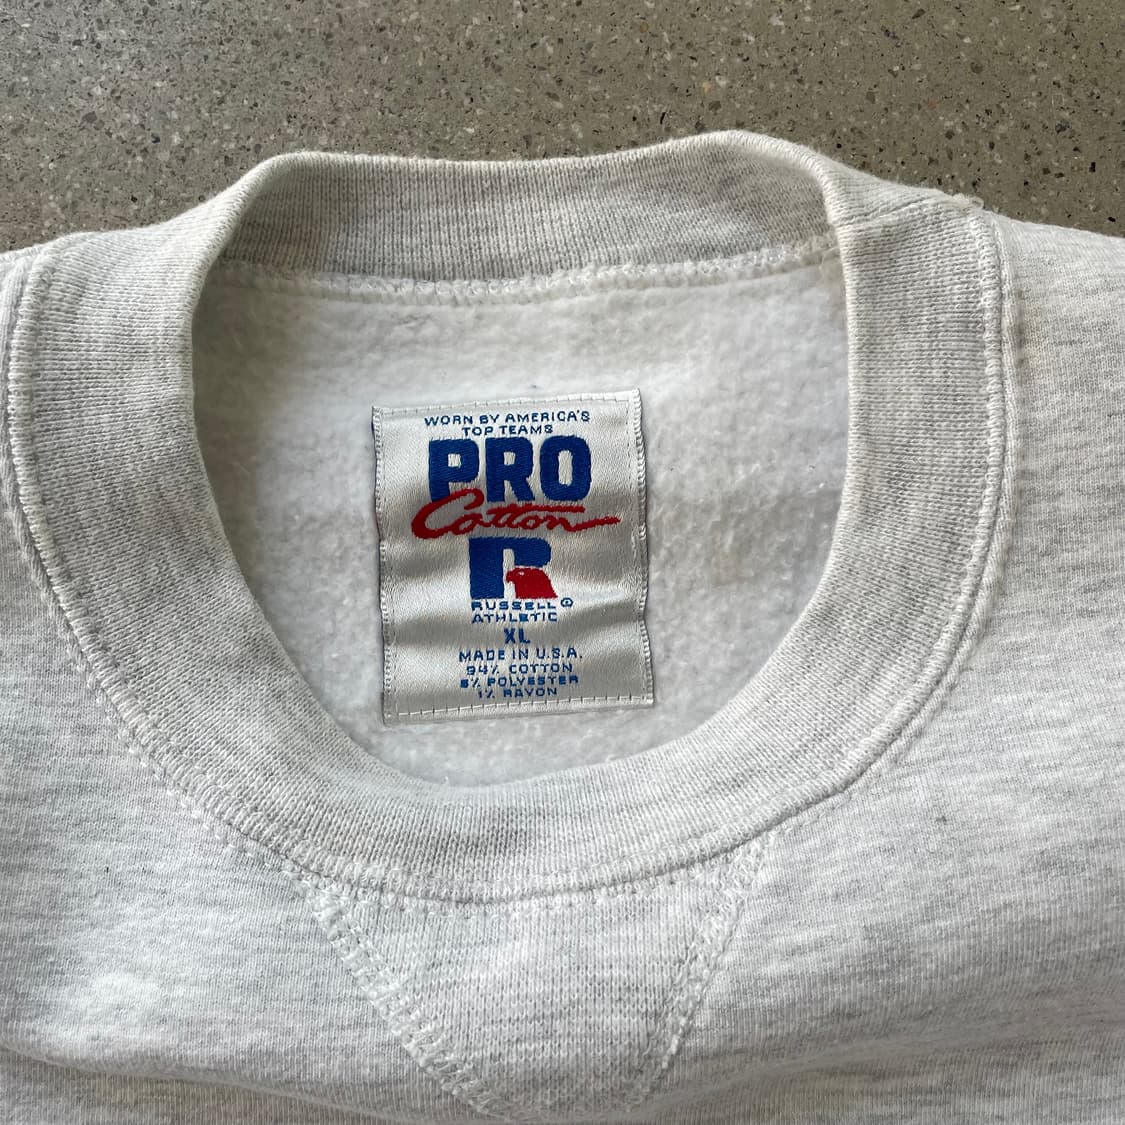 WORN BY AMERICA'S
TOP TEAMS
PRO
Cotton
R
RUSSELL ®
ATHLETIC
XL
MADE IN U.S.A.
94% COTTON
5% POLYESTER
1% RAYON